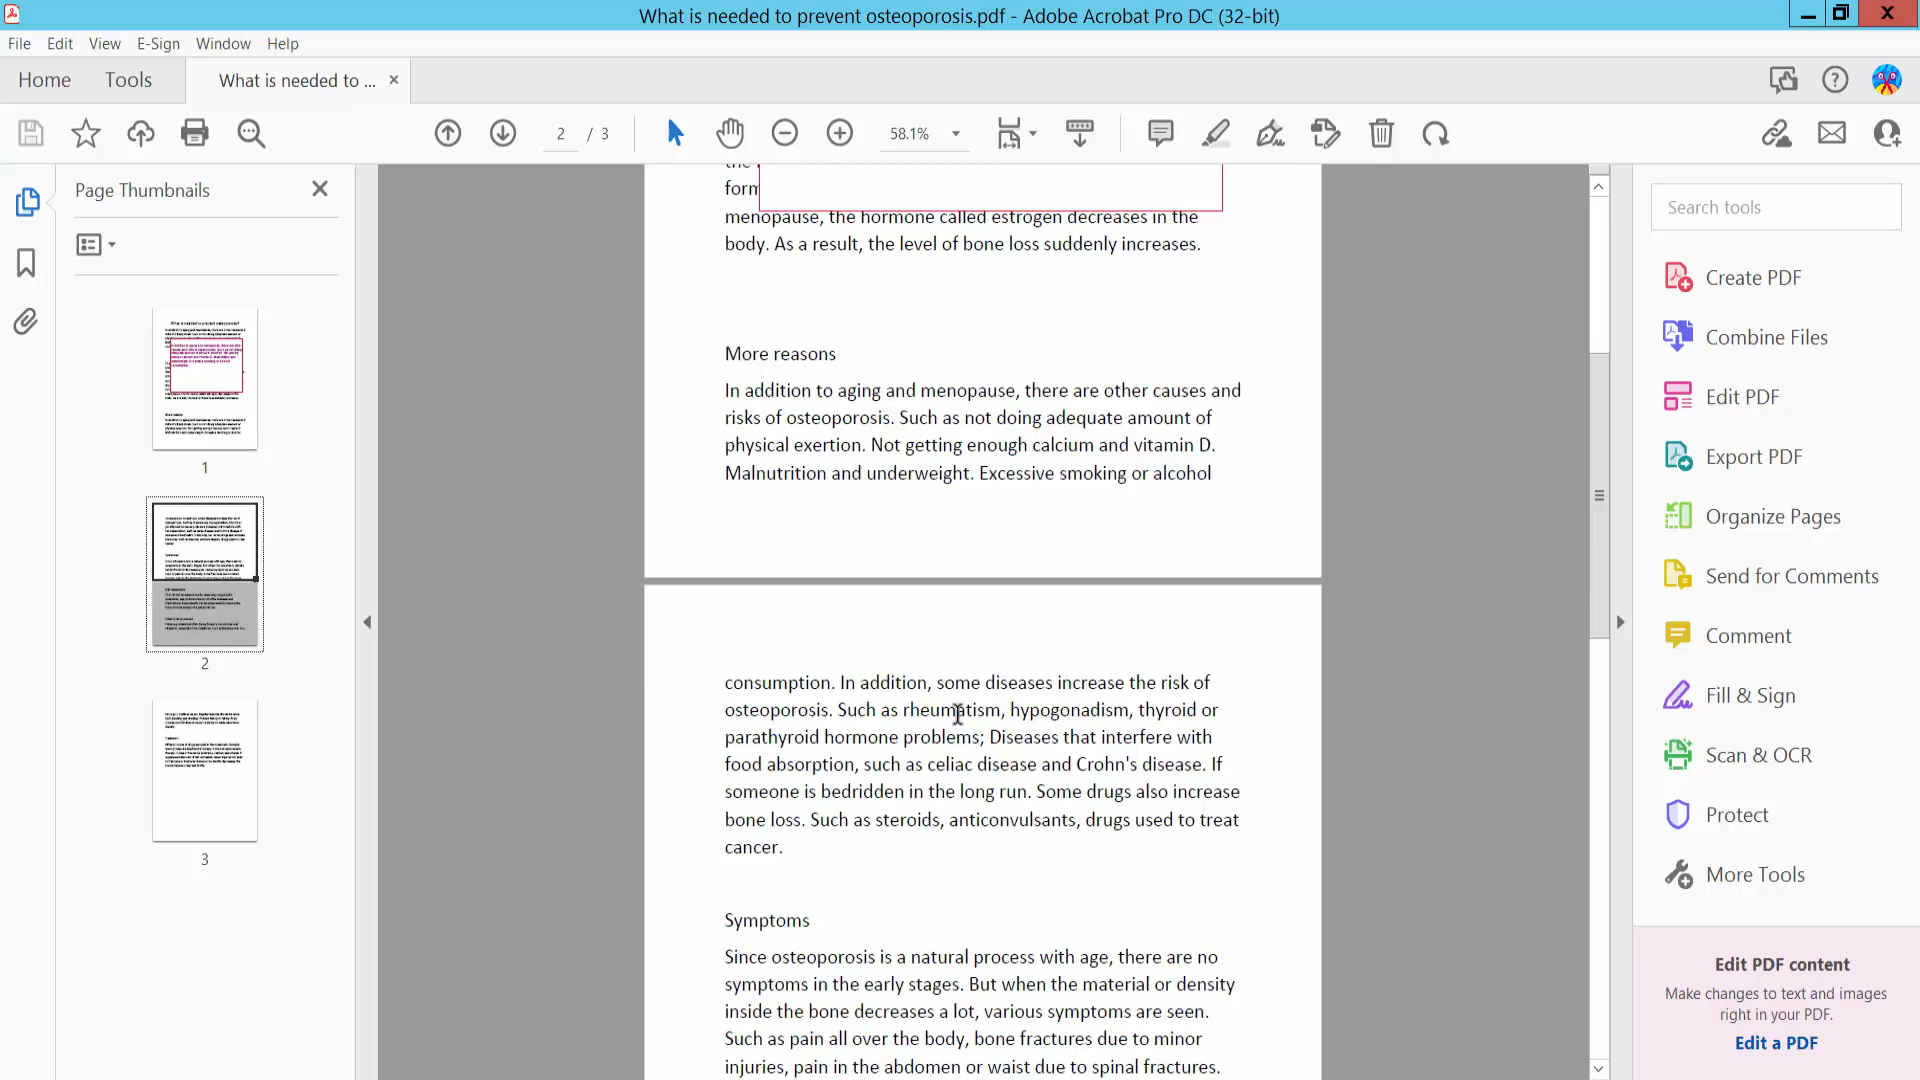 What is needed to prevent osteoporosis.pdf - Adobe Acrobat Pro DC (32-bit)
File Edit View E-Sign Window Help
Home Tools What is needed to ... ×
2 / 3 58.1%
Page Thumbnails
1
2
3
the
form
menopause, the hormone called estrogen decreases in the
body. As a result, the level of bone loss suddenly increases.
More reasons
In addition to aging and menopause, there are other causes and
risks of osteoporosis. Such as not doing adequate amount of
physical exertion. Not getting enough calcium and vitamin D.
Malnutrition and underweight. Excessive smoking or alcohol
consumption. In addition, some diseases increase the risk of
osteoporosis. Such as rheumatism, hypogonadism, thyroid or
parathyroid hormone problems; Diseases that interfere with
food absorption, such as celiac disease and Crohn's disease. If
someone is bedridden in the long run. Some drugs also increase
bone loss. Such as steroids, anticonvulsants, drugs used to treat
cancer.
Symptoms
Since osteoporosis is a natural process with age, there are no
symptoms in the early stages. But when the material or density
inside the bone decreases a lot, various symptoms are seen.
Such as pain all over the body, bone fractures due to minor
injuries, pain in the abdomen or waist due to spinal fractures.
Search tools
Create PDF
Combine Files
Edit PDF
Export PDF
Organize Pages
Send for Comments
Comment
Fill & Sign
Scan & OCR
Protect
More Tools
Edit PDF content
Make changes to text and images
right in your PDF.
Edit a PDF